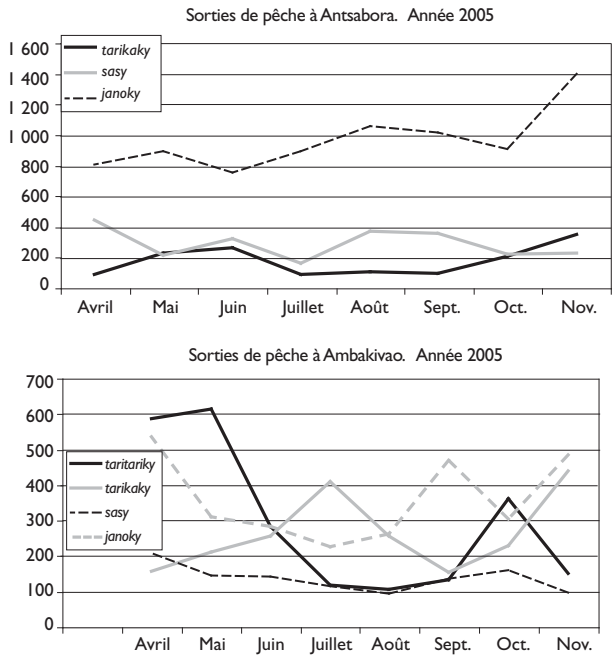 Sorties de pêche à Antsabora. Année 2005
1 600
1 400
1 200
1 000
800
600
400
200
0
tarikaky
sasy
janoky
Avril Mai Juin Juillet Août Sept. Oct. Nov.
Sorties de pêche à Ambakivao. Année 2005
700
600
500
400
300
200
100
0
taritariky
tarikaky
sasy
janoky
Avril Mai Juin Juillet Août Sept. Oct. Nov.